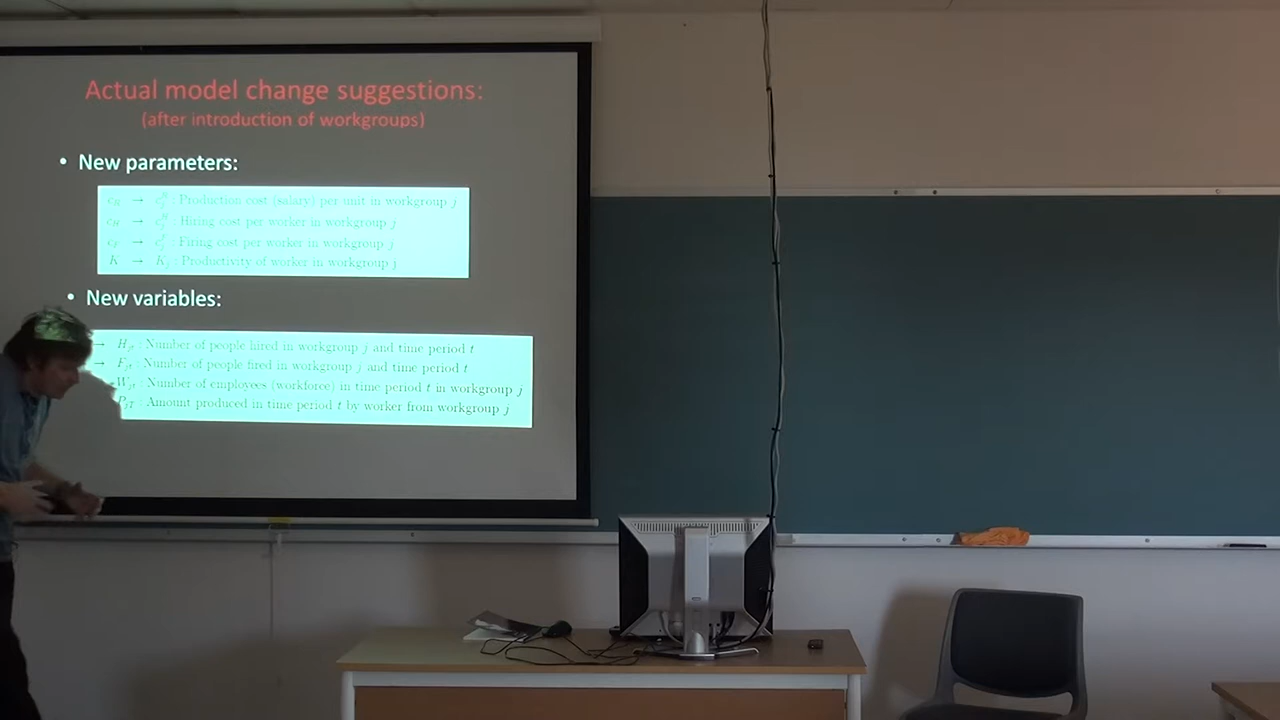 Actual model change suggestions:
(after introduction of workgroups)
• New parameters:
→ : Production cost (salary) per unit in workgroup j
c_H → c_j^H : Hiring cost per worker in workgroup j
→ : Firing cost per worker in workgroup j
K → K_j : Productivity of worker in workgroup j
• New variables:
→ H_jt : Number of people hired in workgroup j and time period t
→ F_jt : Number of people fired in workgroup j and time period t
W_jt : Number of employees (workforce) in time period t in workgroup j
: Amount produced in time period t by worker from workgroup j